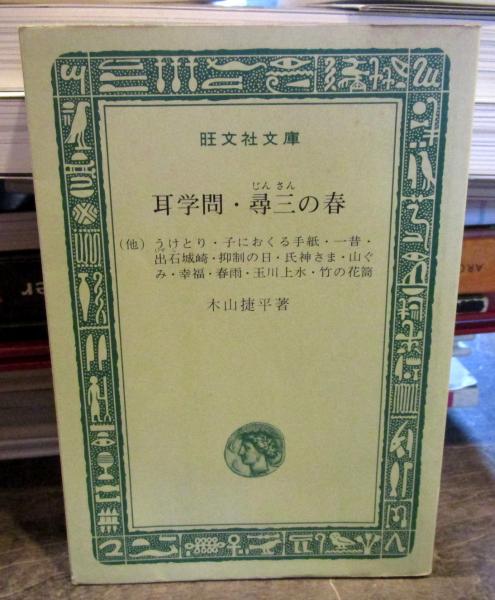 旺文社文庫
じんさん
耳学問・尋三の春
（他）うけとり・子におくる手紙・一昔・
出石城崎・抑制の日・氏神さま・山ぐ
み・幸福・春雨・玉川上水・竹の花筒
木山捷平著